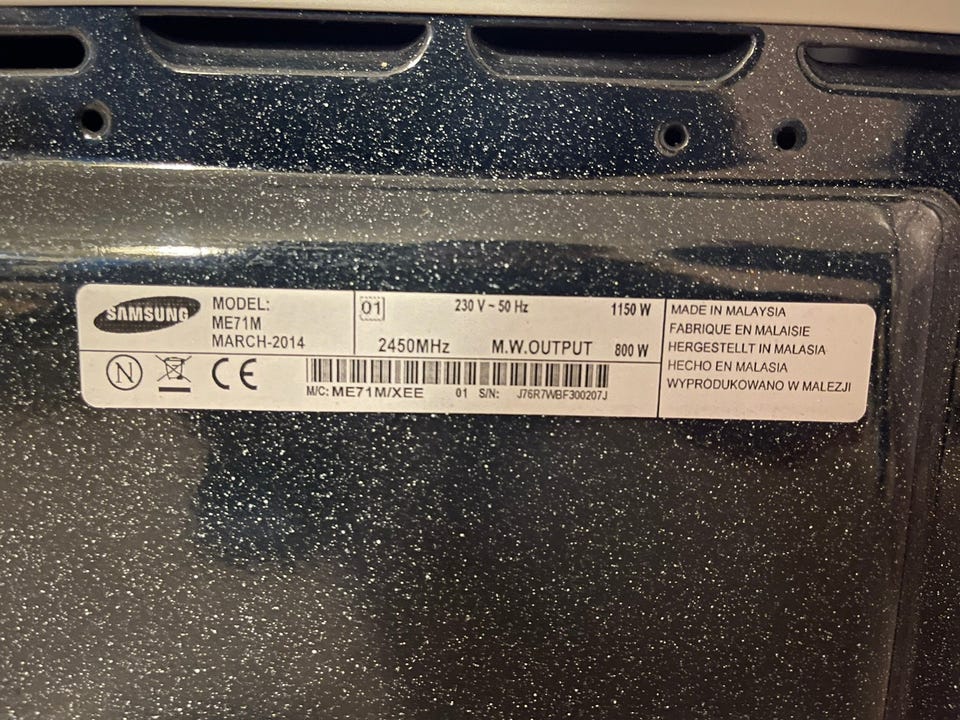 SAMSUNG
MODEL:
ME71M
MARCH-2014
N
CE
01
230 V ~ 50 Hz
1150 W
2450MHz
M.W.OUTPUT
800 W
M/C: ME71M/XEE
01
S/N:
J76R7WBF300207J
MADE IN MALAYSIA
FABRIQUE EN MALAISIE
HERGESTELLT IN MALASIA
HECHO EN MALASIA
WYPRODUKOWANO W MALEZJI